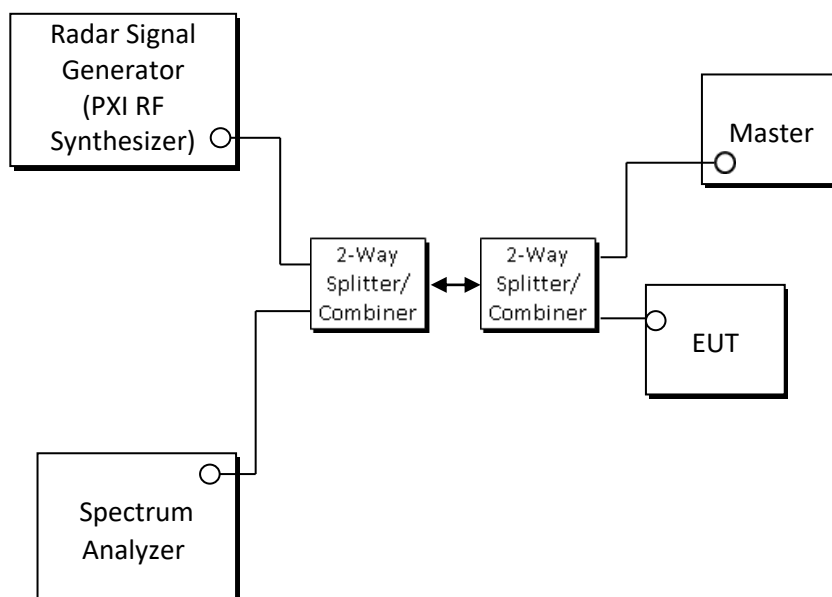 Radar Signal
Generator
(PXI RF
Synthesizer)
Master
2-Way
Splitter/
Combiner
2-Way
Splitter/
Combiner
EUT
Spectrum
Analyzer